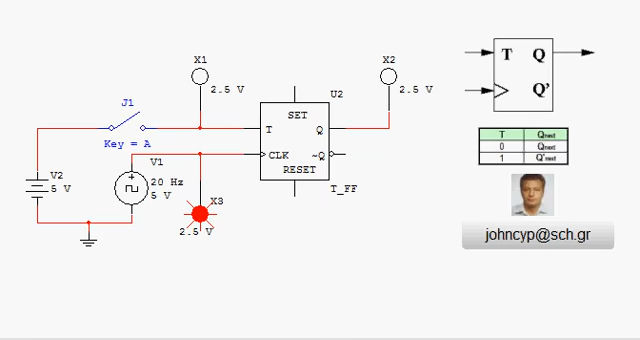 X1
X2
2.5 V
2.5 V
T Q
Q'
J1
U2
SET
T Q
Key = A
CLK ~Q
RESET
T_FF
V1
20 Hz
5 V
V2
5 V
X3
2.5 V
T Qnext
0 Qnext
1 Q'next
johncyp@sch.gr